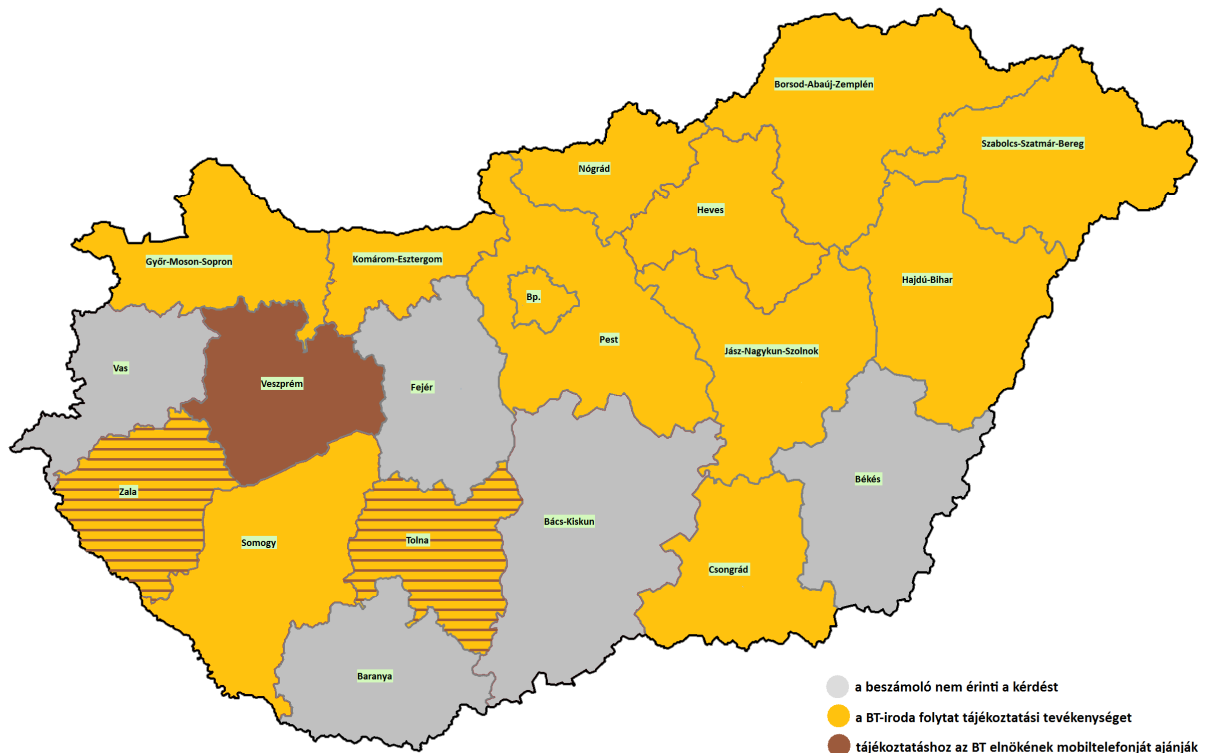 Borsod-Abaúj-Zemplén
Szabolcs-Szatmár-Bereg
Nógrád
Heves
Győr-Moson-Sopron
Komárom-Esztergom
Hajdú-Bihar
Bp.
Pest
Jász-Nagykun-Szolnok
Vas
Veszprém
Fejér
Békés
Zala
Bács-Kiskun
Somogy
Tolna
Csongrád
Baranya
a beszámoló nem érinti a kérdést
a BT-iroda folytat tájékoztatási tevékenységet
tájékoztatáshoz az BT elnökének mobiltelefonját ajánják